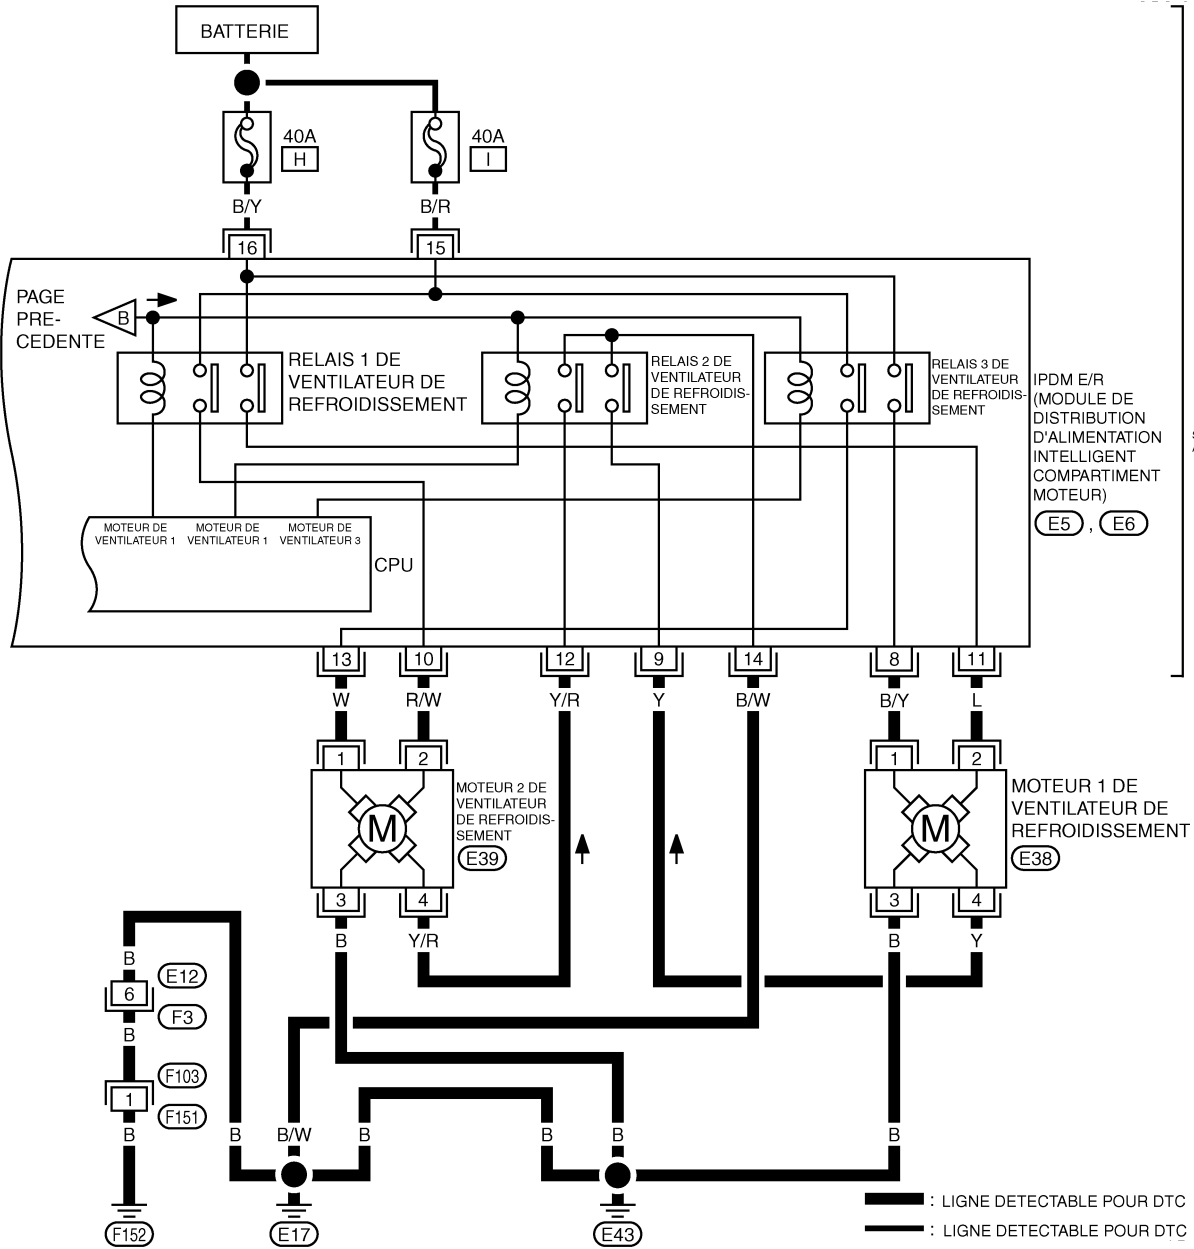 BATTERIE
40A
H
40A
I
B/Y
B/R
16
15
PAGE
PRE-
CEDENTE
B
RELAIS 1 DE
VENTILATEUR DE
REFROIDISSEMENT
RELAIS 2 DE
VENTILATEUR
DE REFROIDIS-
SEMENT
RELAIS 3 DE
VENTILATEUR
DE REFROIDIS-
SEMENT
IPDM E/R
(MODULE DE
DISTRIBUTION
D'ALIMENTATION
INTELLIGENT
COMPARTIMENT
MOTEUR)
E5 , E6
MOTEUR DE
VENTILATEUR 1
MOTEUR DE
VENTILATEUR 1
MOTEUR DE
VENTILATEUR 3
CPU
13
10
12
9
14
8
11
W
R/W
Y/R
Y
B/W
B/Y
L
1
2
1
2
M
MOTEUR 2 DE
VENTILATEUR
DE REFROIDIS-
SEMENT
E39
M
MOTEUR 1 DE
VENTILATEUR DE
REFROIDISSEMENT
E38
3
4
3
4
B
Y/R
B
Y
B
6
E12
F3
B
F103
1
F151
B
B
B/W
B
B
B
B
F152
E17
E43
: LIGNE DETECTABLE POUR DTC
: LIGNE DETECTABLE POUR DTC